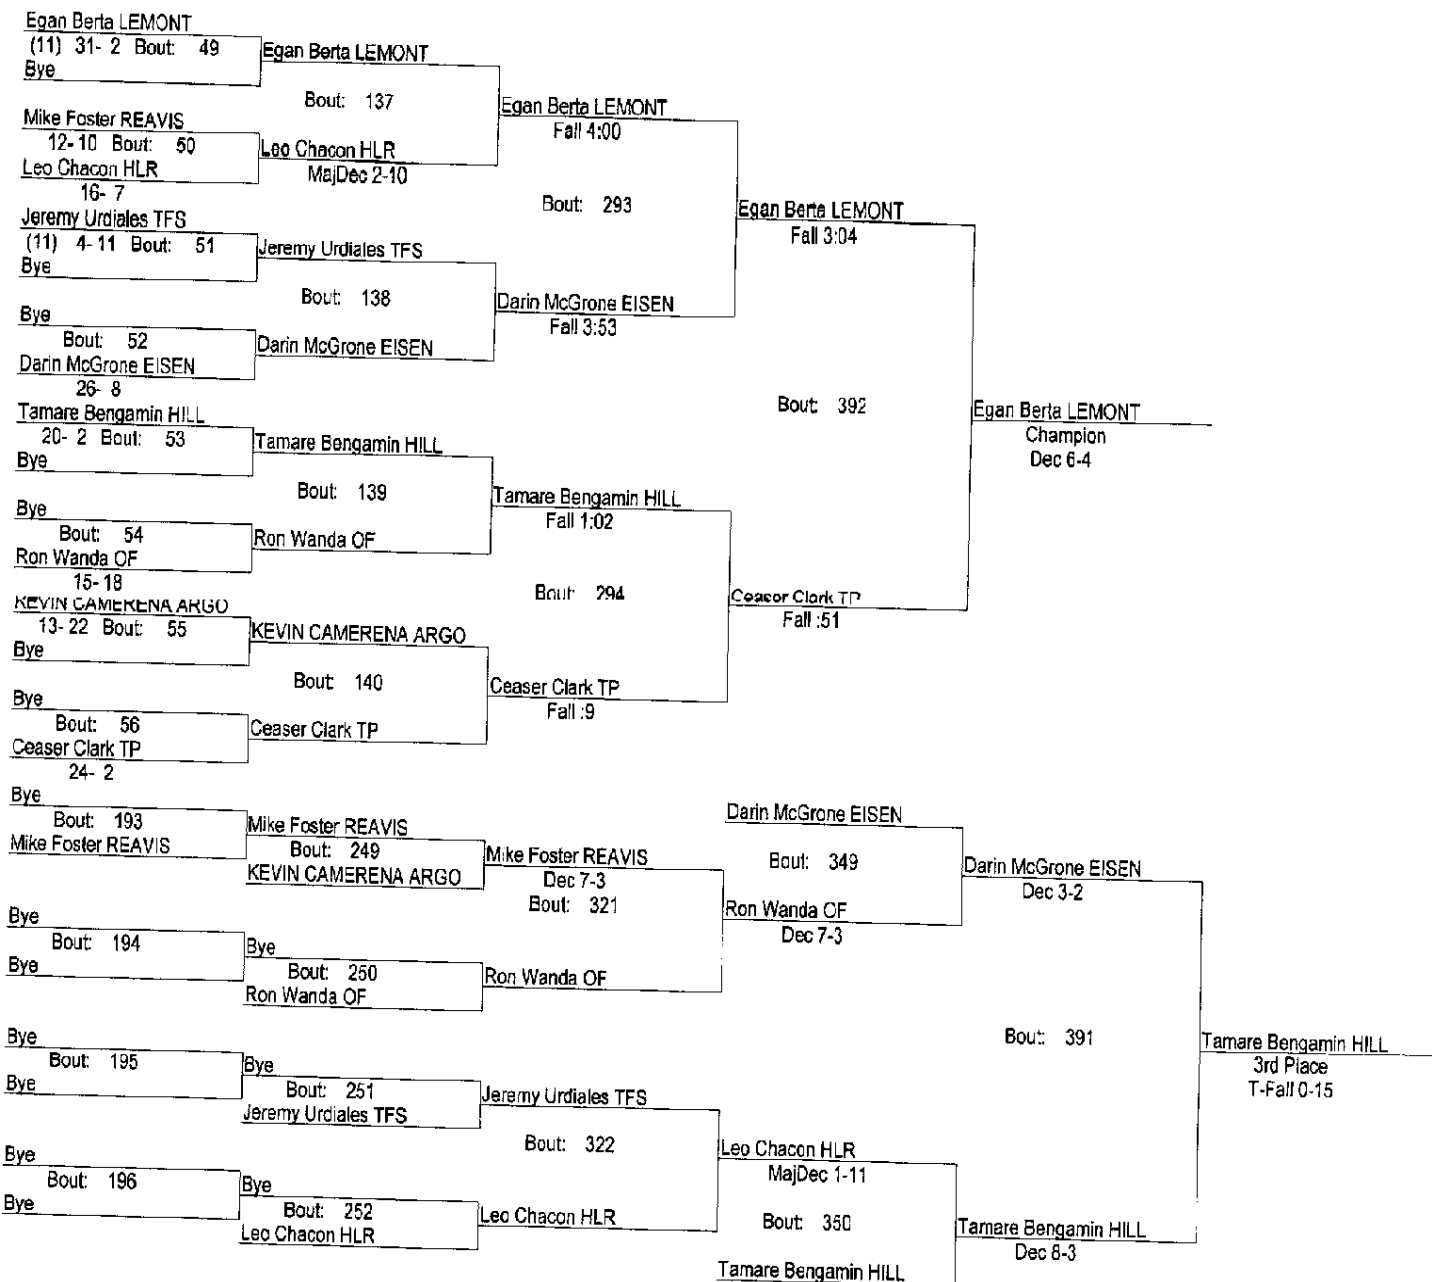 Egan Berta LEMONT
(11) 31- 2 Bout: 49
Bye
Egan Berta LEMONT
Bout: 137
Mike Foster REAVIS
12- 10 Bout: 50
Leo Chacon HLR
16- 7
Leo Chacon HLR
MajDec 2-10
Egan Berta LEMONT
Fall 4:00
Bout: 293
Jeremy Urdiales TFS
(11) 4- 11 Bout: 51
Bye
Jeremy Urdiales TFS
Bout: 138
Bye
Bout: 52
Darin McGrone EISEN
26- 8
Darin McGrone EISEN
Darin McGrone EISEN
Fall 3:53
Egan Berta LEMONT
Fall 3:04
Bout: 392
Egan Berta LEMONT
Champion
Dec 6-4
Tamare Bengamin HILL
20- 2 Bout: 53
Bye
Tamare Bengamin HILL
Bout: 139
Bye
Bout: 54
Ron Wanda OF
15- 18
Ron Wanda OF
Tamare Bengamin HILL
Fall 1:02
Bout: 294
KEVIN CAMERENA ARGO
13- 22 Bout: 55
Bye
KEVIN CAMERENA ARGO
Bout: 140
Bye
Bout: 56
Ceaser Clark TP
24- 2
Ceaser Clark TP
Ceaser Clark TP
Fall :9
Ceaser Clark TP
Fall :51
Bye
Bout: 193
Mike Foster REAVIS
Mike Foster REAVIS
Bout: 249
KEVIN CAMERENA ARGO
Mike Foster REAVIS
Dec 7-3
Bout: 321
Bye
Bout: 194
Bye
Bye
Bout: 250
Ron Wanda OF
Ron Wanda OF
Darin McGrone EISEN
Bout: 349
Ron Wanda OF
Dec 7-3
Darin McGrone EISEN
Dec 3-2
Bout: 391
Tamare Bengamin HILL
3rd Place
T-Fall 0-15
Bye
Bout: 195
Bye
Bye
Bout: 251
Jeremy Urdiales TFS
Jeremy Urdiales TFS
Bout: 322
Bye
Bout: 196
Bye
Bye
Bout: 252
Leo Chacon HLR
Leo Chacon HLR
Leo Chacon HLR
MajDec 1-11
Bout: 350
Tamare Bengamin HILL
Tamare Bengamin HILL
Dec 8-3